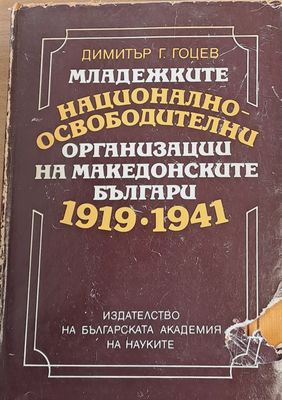 ДИМИТЪР Г. ГОЦЕВ
МЛАДЕЖКИТЕ
НАЦИОНАЛНО-
ОСВОБОДИТЕЛНИ
ОРГАНИЗАЦИИ
НА МАКЕДОНСКИТЕ
БЪЛГАРИ
1919·1941
ИЗДАТЕЛСТВО
НА БЪЛГАРСКАТА АКАДЕМИЯ
НА НАУКИТЕ